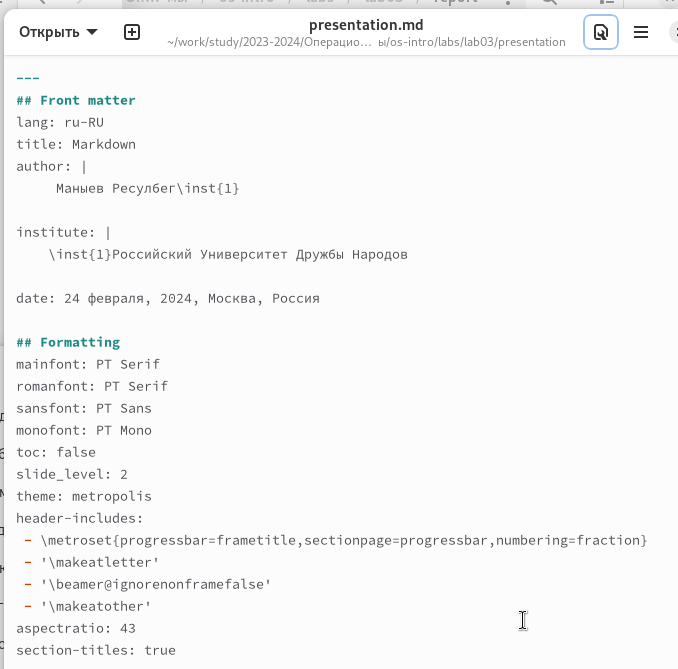 Открыть
presentation.md
~/work/study/2023-2024/Операцио… ы/os-intro/labs/lab03/presentation
---
## Front matter
lang: ru-RU
title: Markdown
author: |
Маныев Ресулбег\inst{1}
institute: |
\inst{1}Российский Университет Дружбы Народов
date: 24 февраля, 2024, Москва, Россия
## Formatting
mainfont: PT Serif
romanfont: PT Serif
sansfont: PT Sans
monofont: PT Mono
toc: false
slide_level: 2
theme: metropolis
header-includes:
- \metroset{progressbar=frametitle,sectionpage=progressbar,numbering=fraction}
- '\makeatletter'
- '\beamer@ignorenonframefalse'
- '\makeatother'
aspectratio: 43
section-titles: true